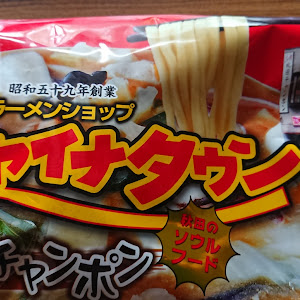 昭和五十九年創業
ラーメンショップ
ャイナタウン
秋田の
ソウル
フード
チャンポン